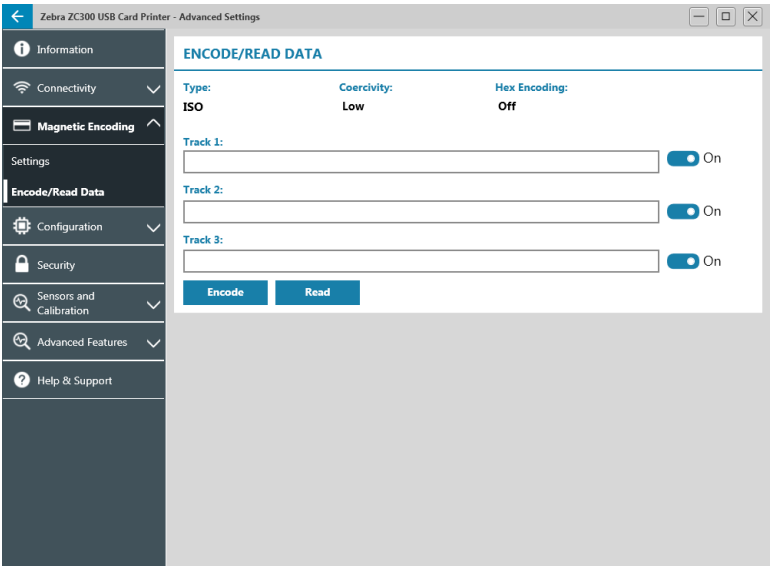 Zebra ZC300 USB Card Printer - Advanced Settings
Information
Connectivity
Magnetic Encoding
Settings
Encode/Read Data
Configuration
Security
Sensors and
Calibration
Advanced Features
Help & Support
ENCODE/READ DATA
Type: Coercivity: Hex Encoding:
ISO Low Off
Track 1:
On
Track 2:
On
Track 3:
On
Encode Read